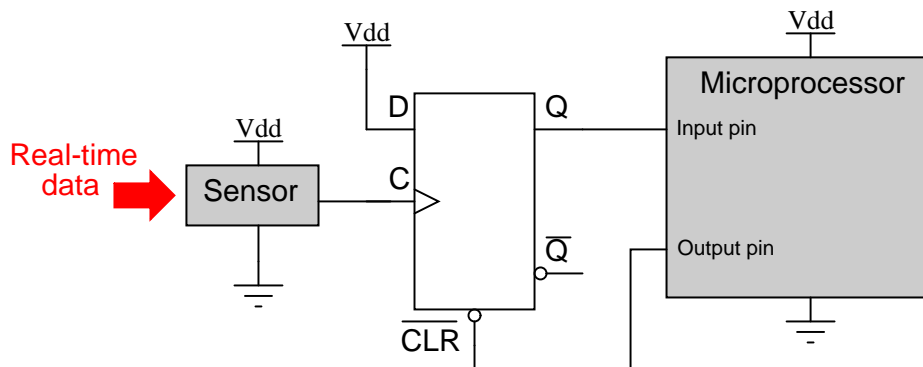 Vdd
Vdd
Microprocessor
D
Q
Input pin
Vdd
Real-time
data
Sensor
C
Q
Output pin
CLR